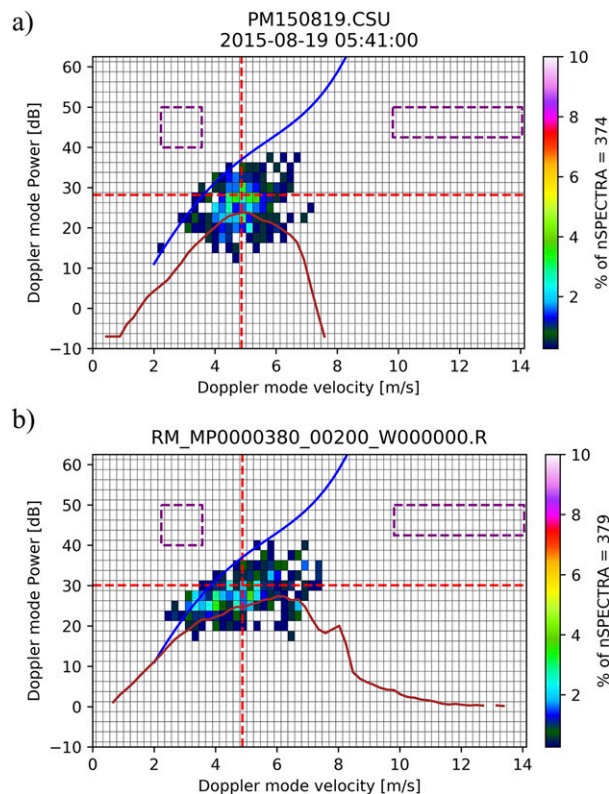 a)
PM150819.CSU
2015-08-19 05:41:00
Doppler mode Power [dB]
60
50
40
30
20
10
0
−10
0 2 4 6 8 10 12 14
Doppler mode velocity [m/s]
10
8
6
4
2
% of nSPECTRA = 374
b)
RM_MP0000380_00200_W000000.R
Doppler mode Power [dB]
60
50
40
30
20
10
0
−10
0 2 4 6 8 10 12 14
Doppler mode velocity [m/s]
10
8
6
4
2
% of nSPECTRA = 379